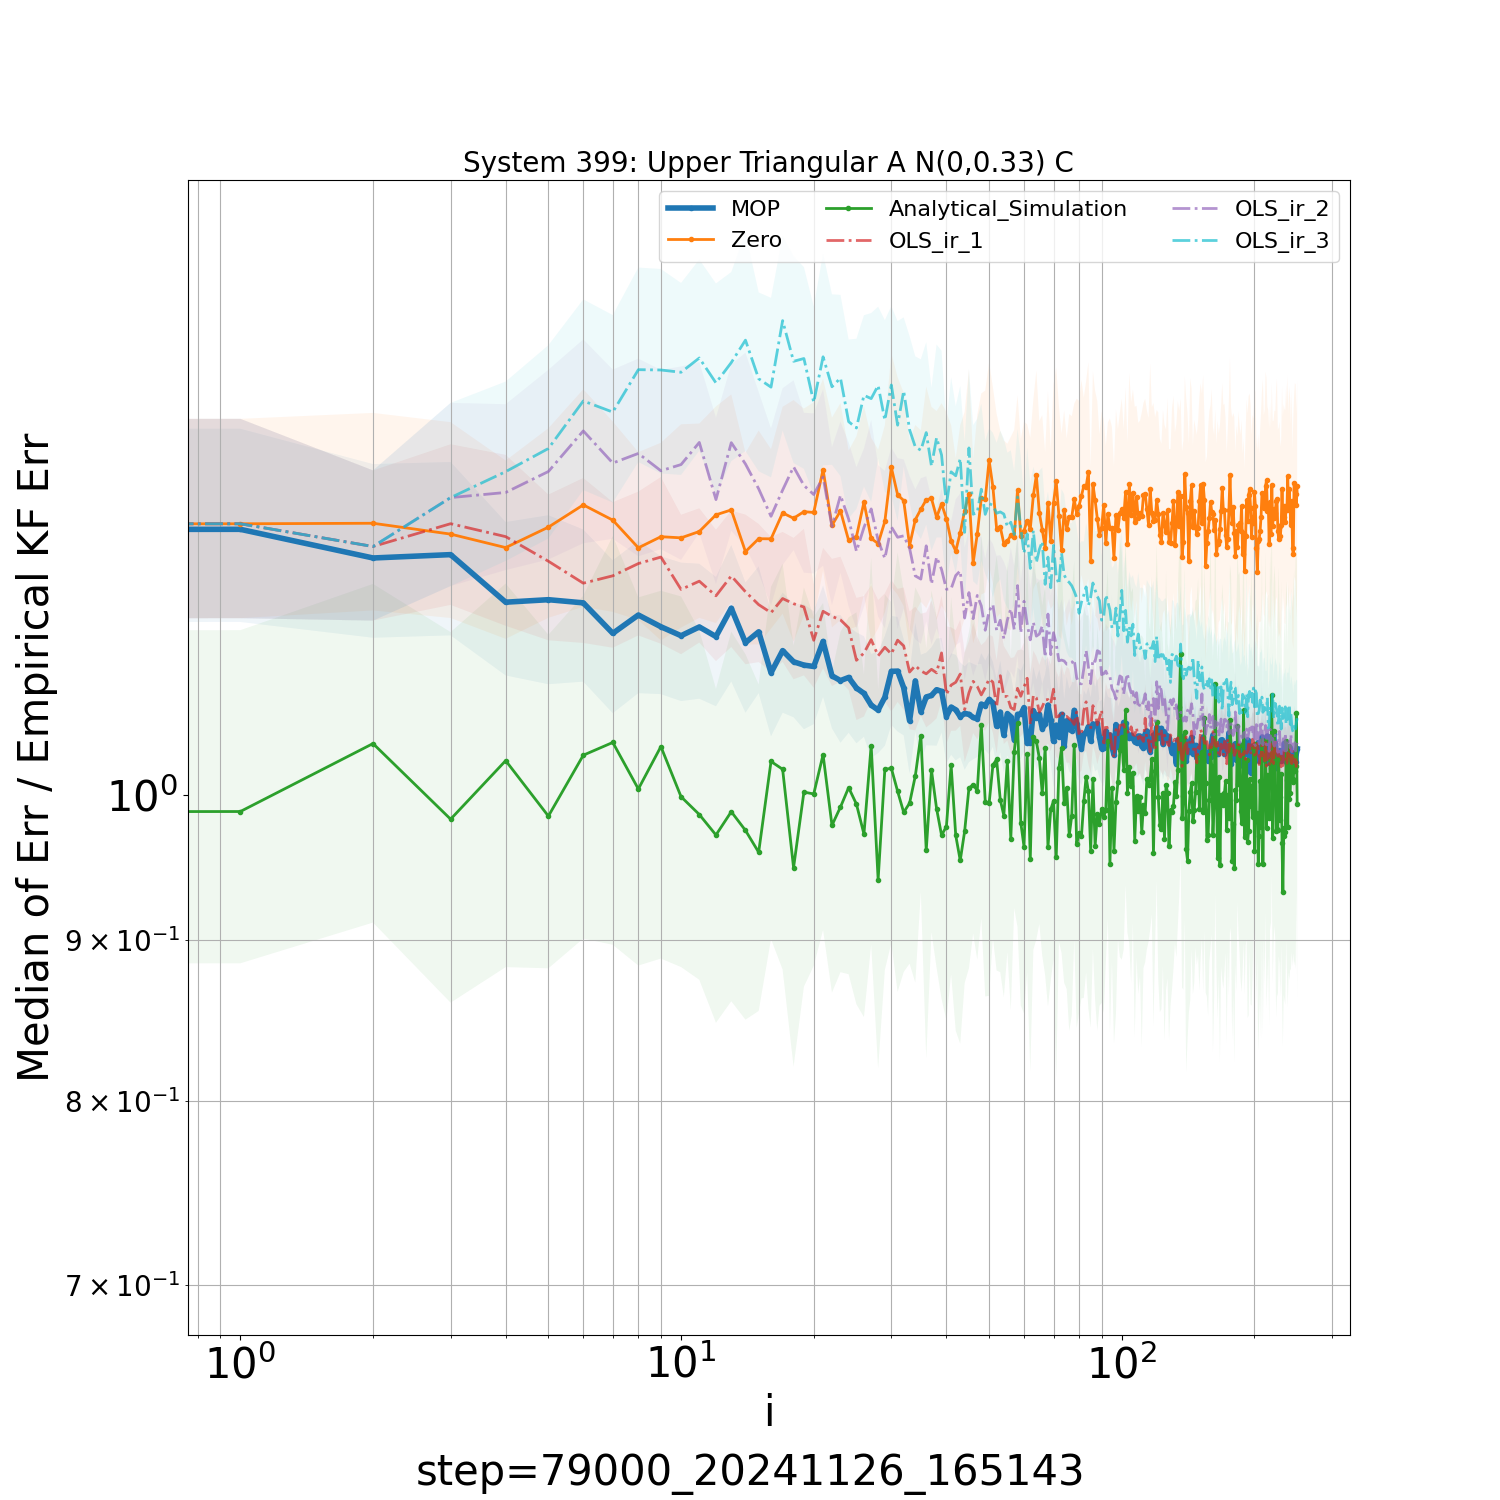 System 399: Upper Triangular A N(0,0.33) C
MOP
Zero
Analytical_Simulation
OLS_ir_1
OLS_ir_2
OLS_ir_3
Median of Err / Empirical KF Err
10⁰
9 × 10⁻¹
8 × 10⁻¹
7 × 10⁻¹
10⁰
10¹
10²
i
step=79000_20241126_165143